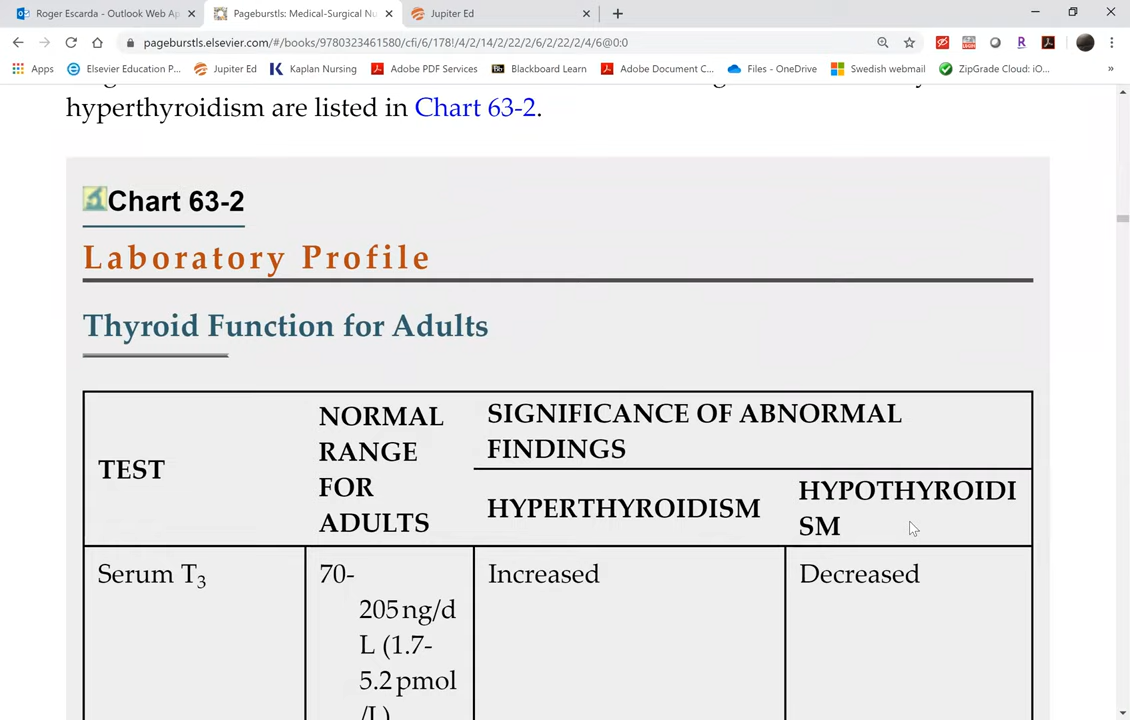 Roger Escarda - Outlook Web Ap
Pageburstls: Medical-Surgical Nu
Jupiter Ed
pageburstls.elsevier.com/#/books/9780323461580/cfi/6/178!/4/2/14/2/22/2/6/2/22/2/4/6@0:0
Apps
Elsevier Education P...
Jupiter Ed
Kaplan Nursing
Adobe PDF Services
Blackboard Learn
Adobe Document C...
Files - OneDrive
Swedish webmail
ZipGrade Cloud: iO...
hyperthyroidism are listed in Chart 63-2.
Chart 63-2
Laboratory Profile
Thyroid Function for Adults
TEST
NORMAL
RANGE
FOR
ADULTS
SIGNIFICANCE OF ABNORMAL
FINDINGS
HYPERTHYROIDISM
HYPOTHYROIDI
SM
Serum T3
70-
205 ng/d
L (1.7-
5.2 pmol
/L)
Increased
Decreased